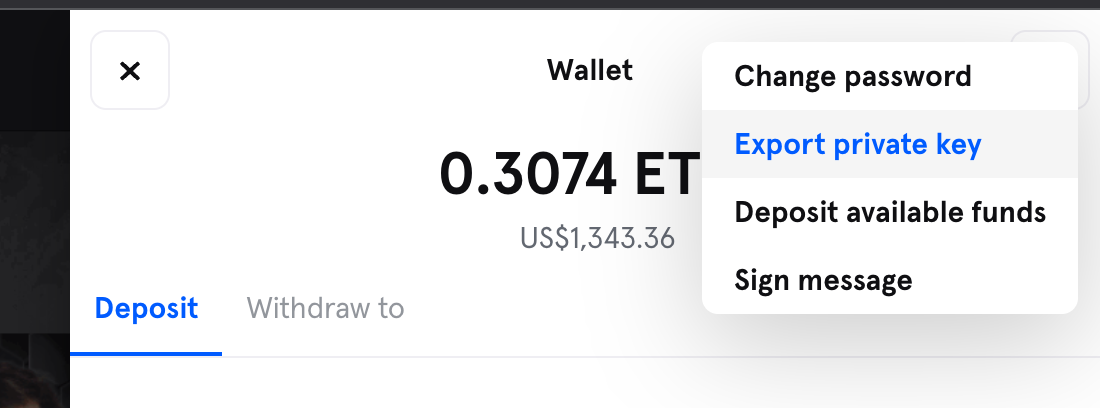 Wallet
0.3074 ET
US$1,343.36
Deposit
Withdraw to
Change password
Export private key
Deposit available funds
Sign message